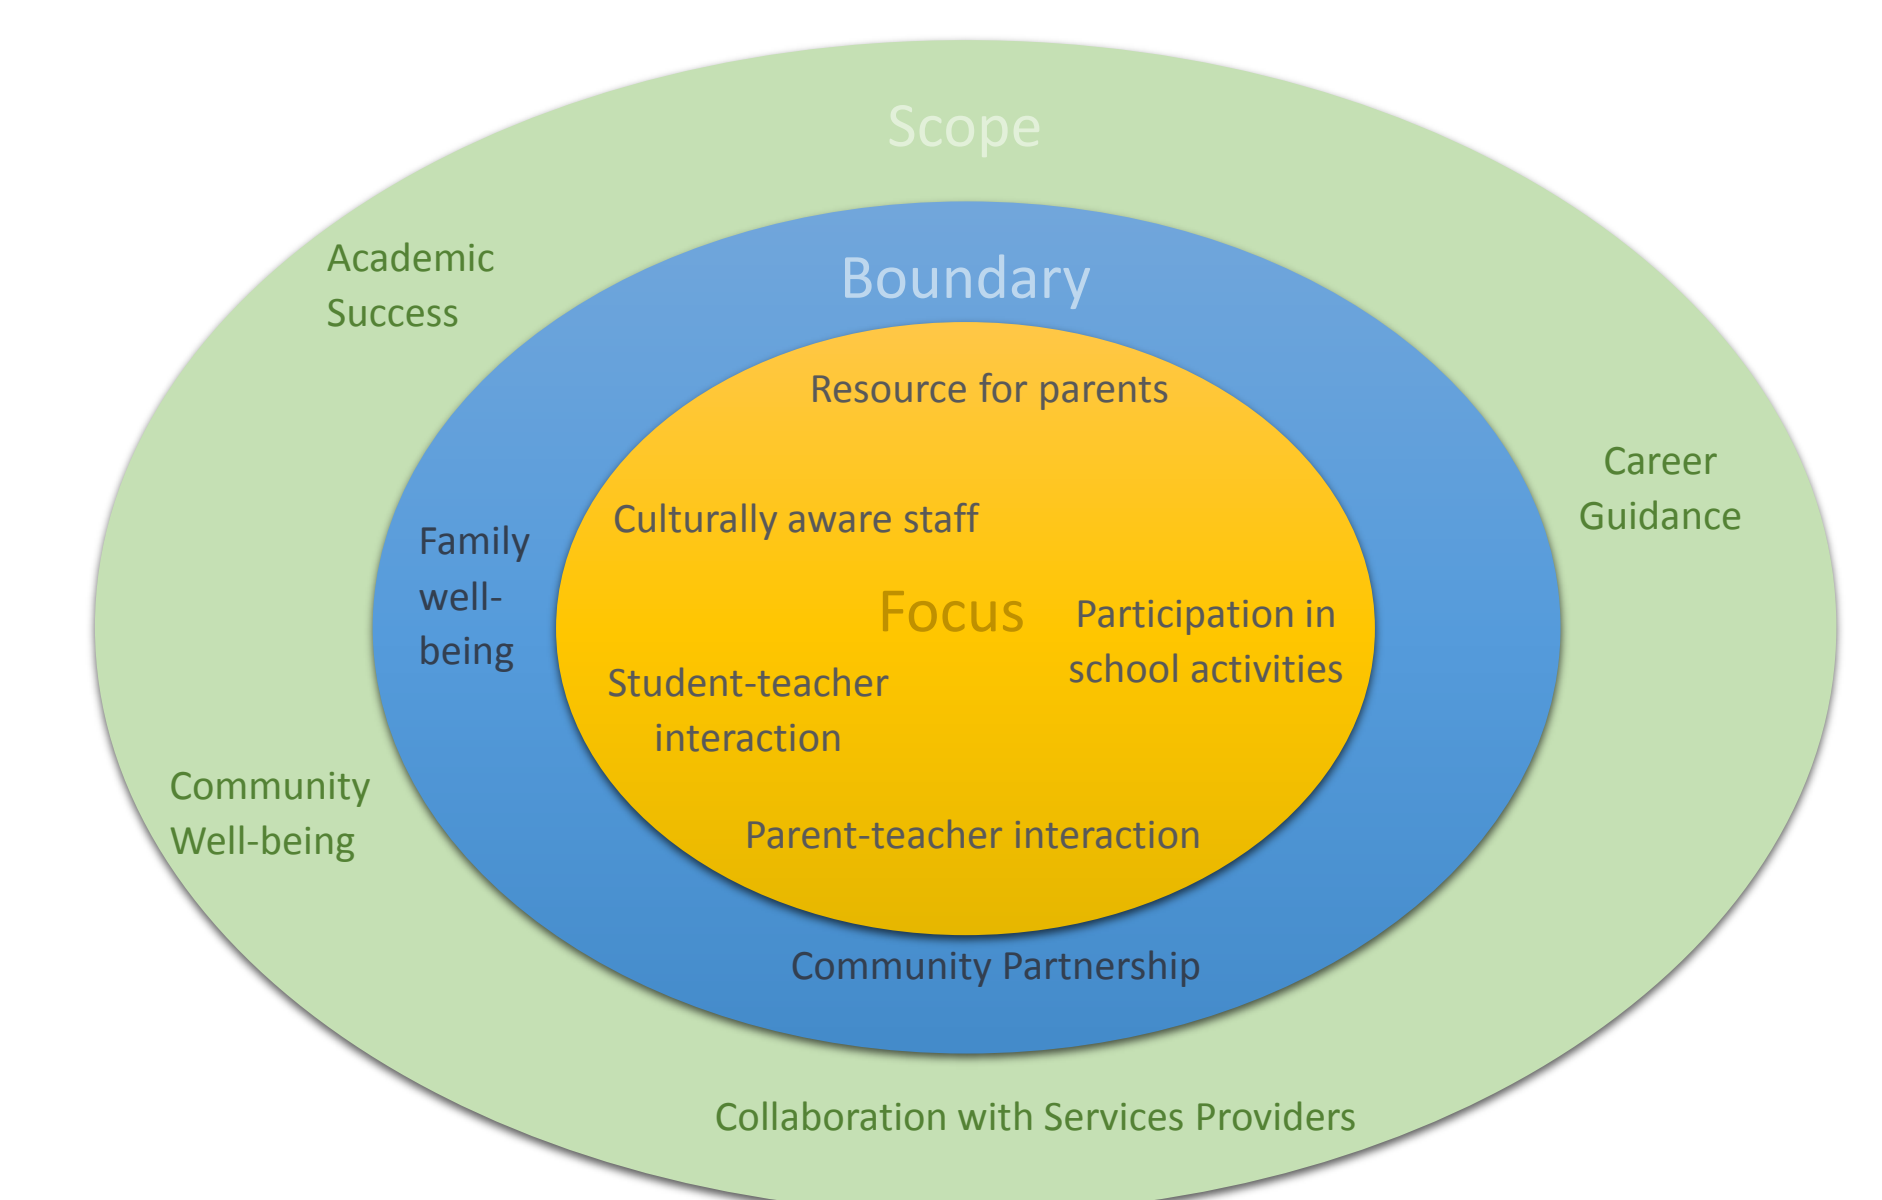 Scope
Academic
Success
Boundary
Resource for parents
Career
Guidance
Culturally aware staff
Family
well-
being
Focus
Participation in
school activities
Student-teacher
interaction
Community
Well-being
Parent-teacher interaction
Community Partnership
Collaboration with Services Providers